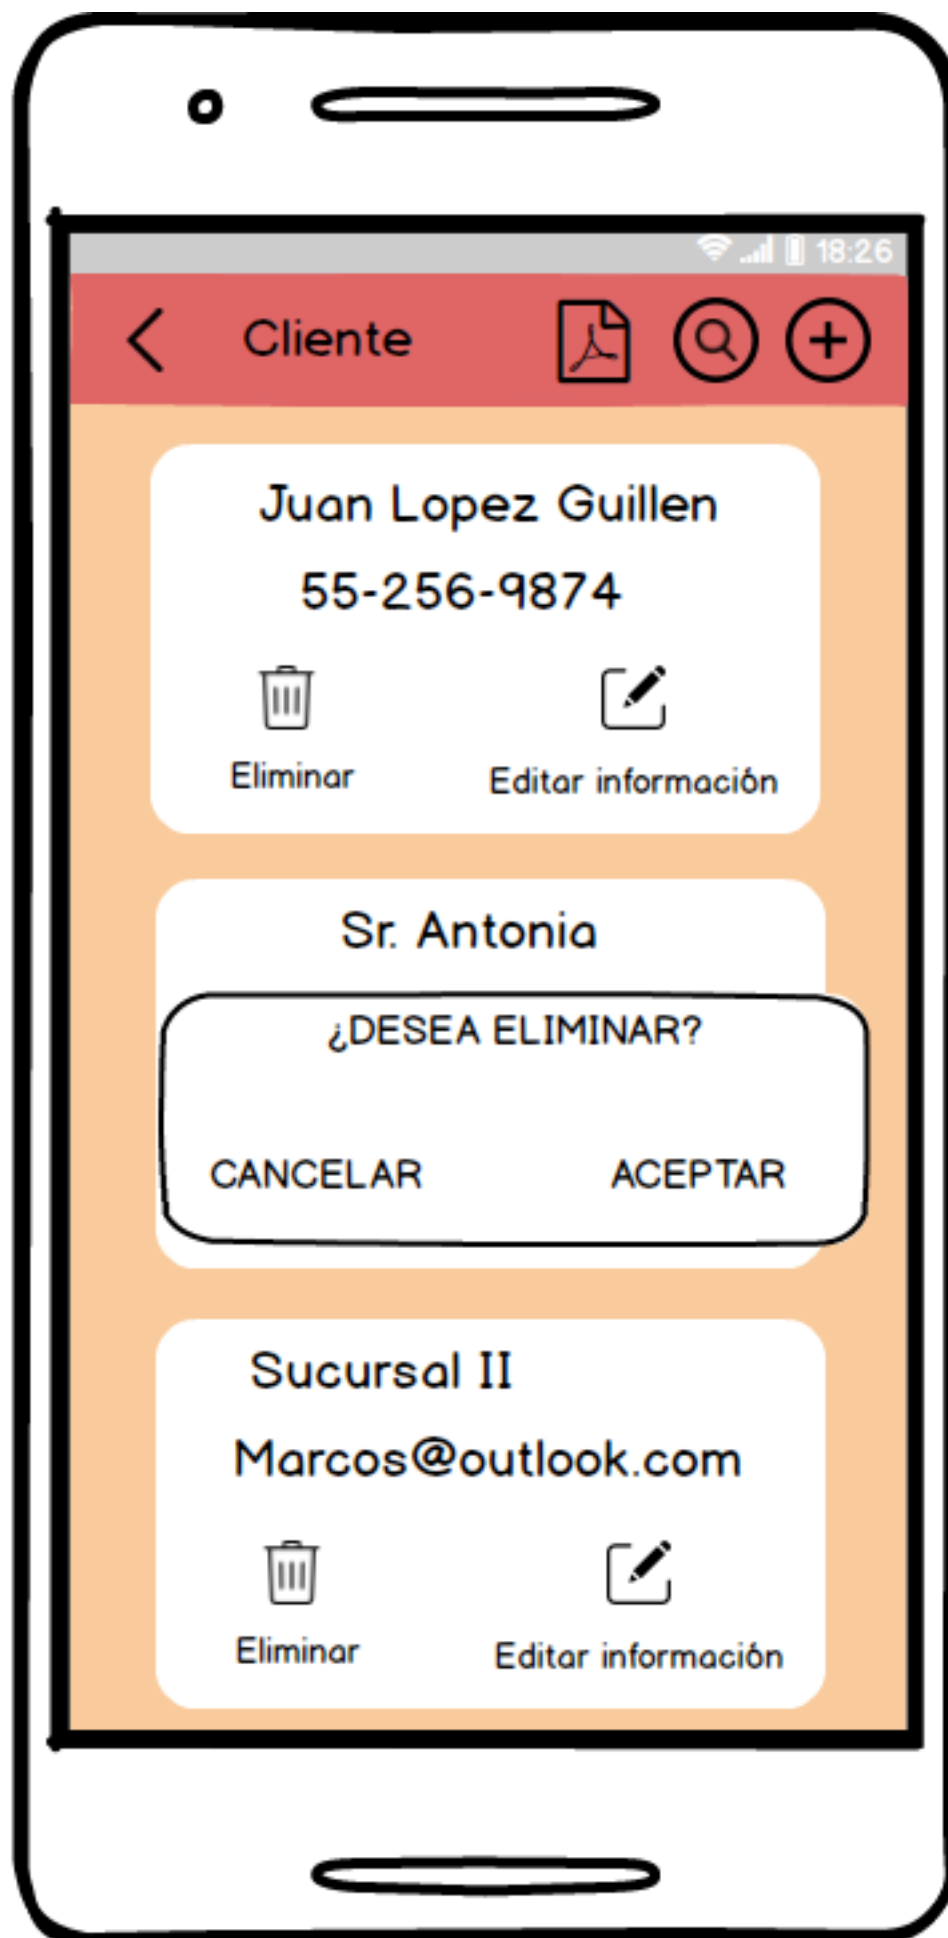 18:26
Cliente
Juan Lopez Guillen
55-256-9874
Eliminar Editar información
Sr. Antonia
¿DESEA ELIMINAR?
CANCELAR ACEPTAR
Sucursal II
Marcos@outlook.com
Eliminar Editar información